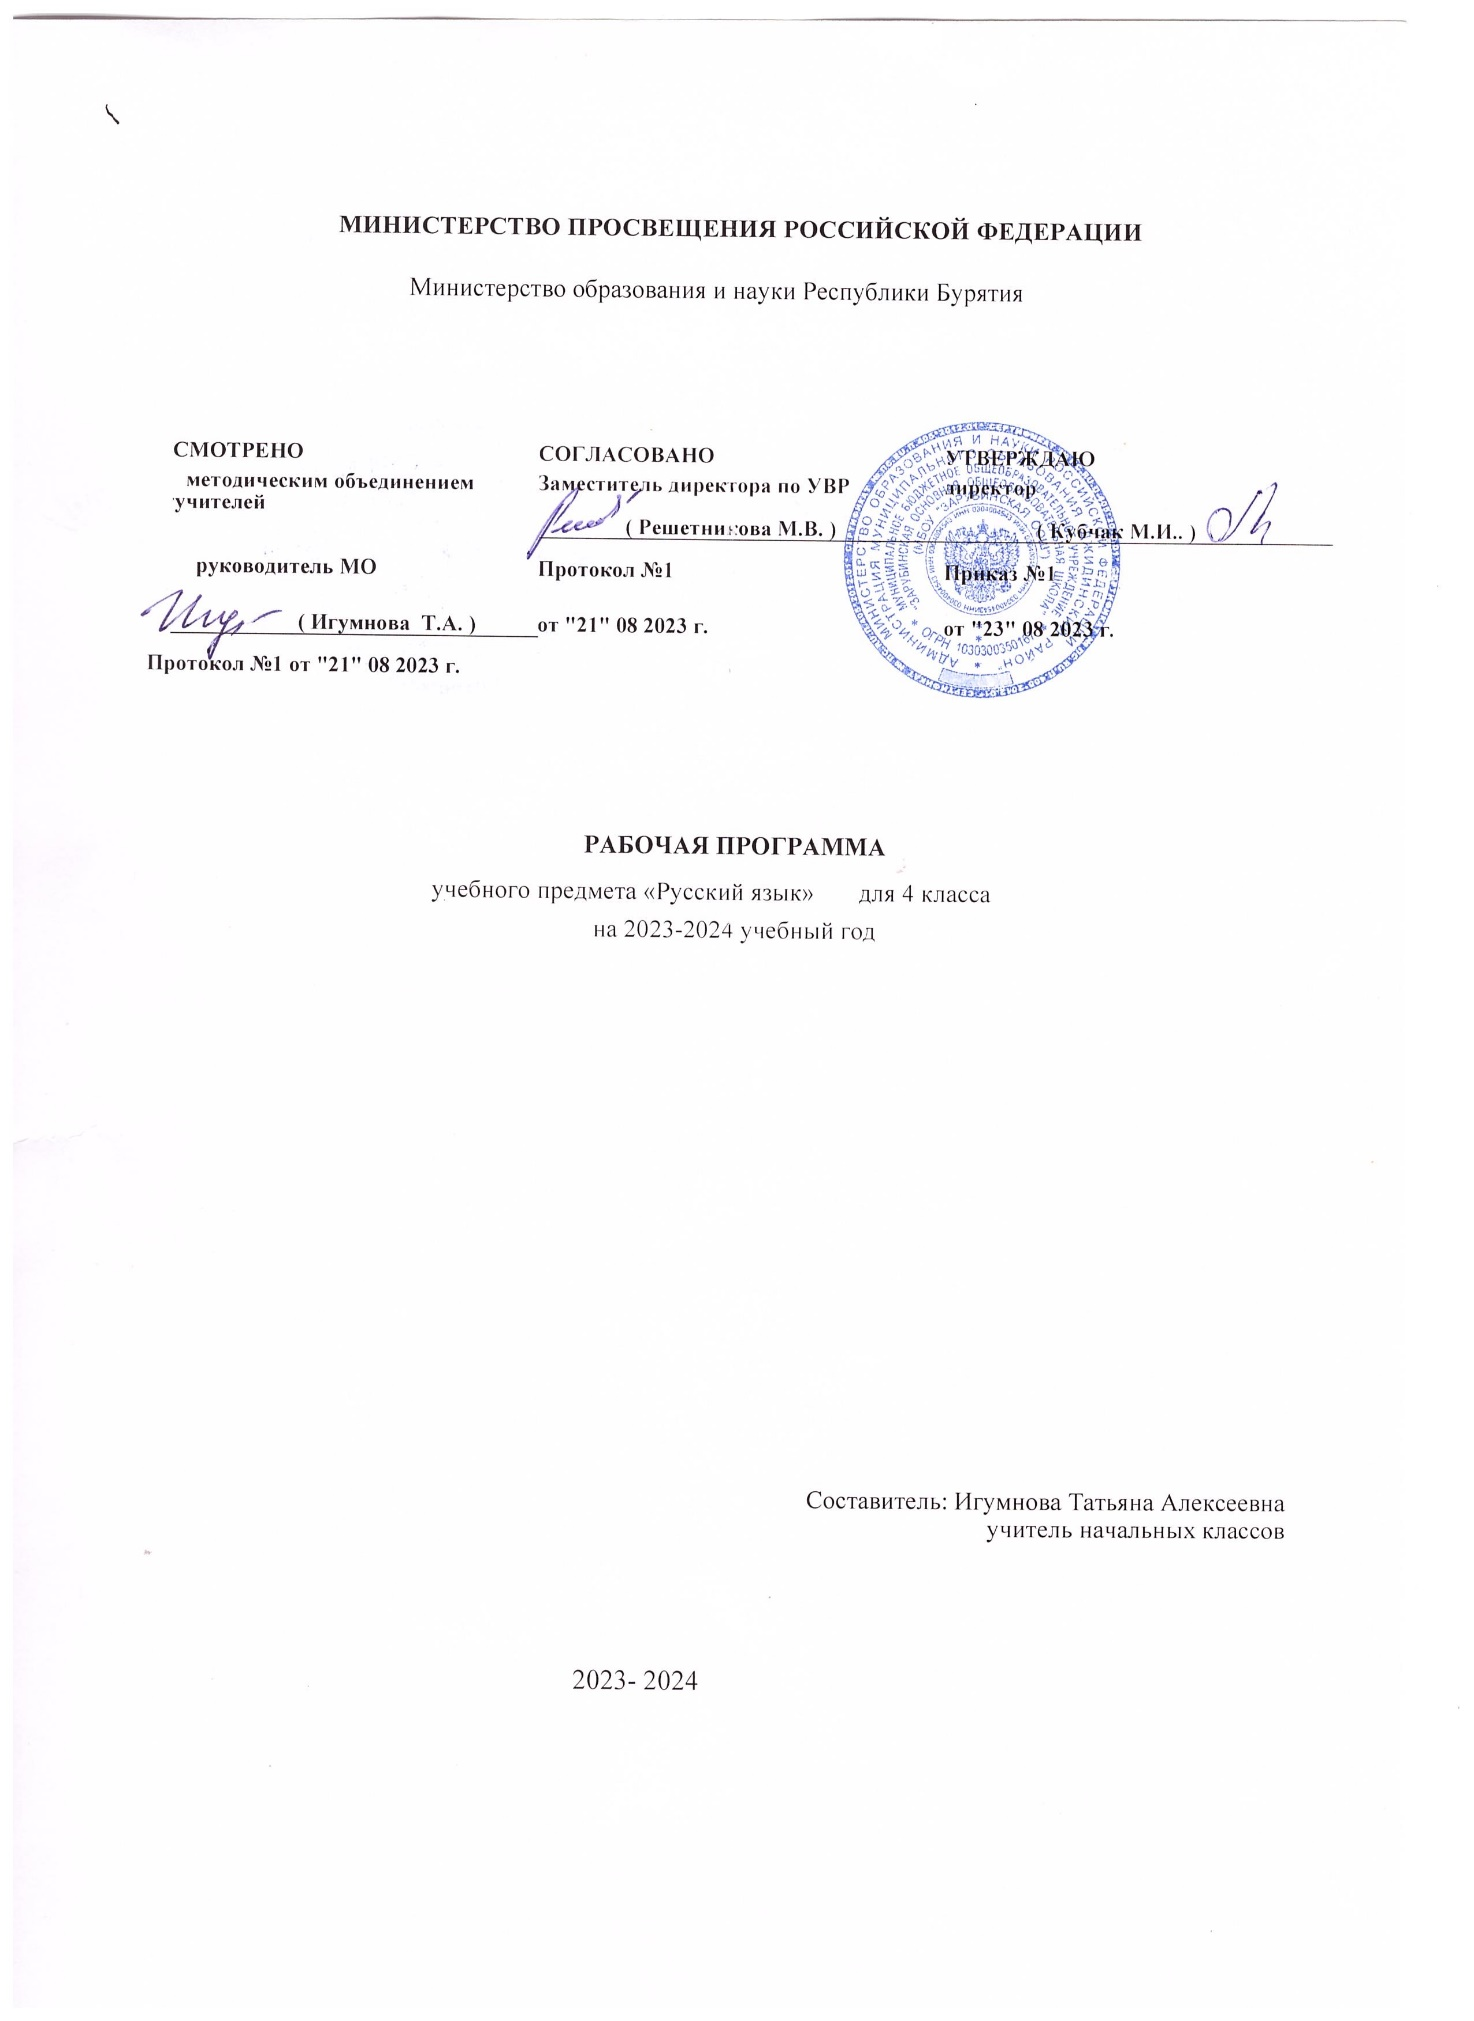 МИНИСТЕРСТВО ПРОСВЕЩЕНИЯ РОССИЙСКОЙ ФЕДЕРАЦИИ
Министерство образования и науки Республики Бурятия
СМОТРЕНО
методическим объединением
учителей
руководитель МО
( Игумнова Т.А. )
Протокол №1 от "21" 08 2023 г.
СОГЛАСОВАНО
Заместитель директора по УВР
( Решетникова М.В. )
Протокол №1
от "21" 08 2023 г.
УТВЕРЖДАЮ
директор
( Кубчак М.И.. )
Приказ №1
от "23" 08 2023 г.
РАБОЧАЯ ПРОГРАММА
учебного предмета «Русский язык» для 4 класса
на 2023-2024 учебный год
Составитель: Игумнова Татьяна Алексеевна
учитель начальных классов
2023- 2024